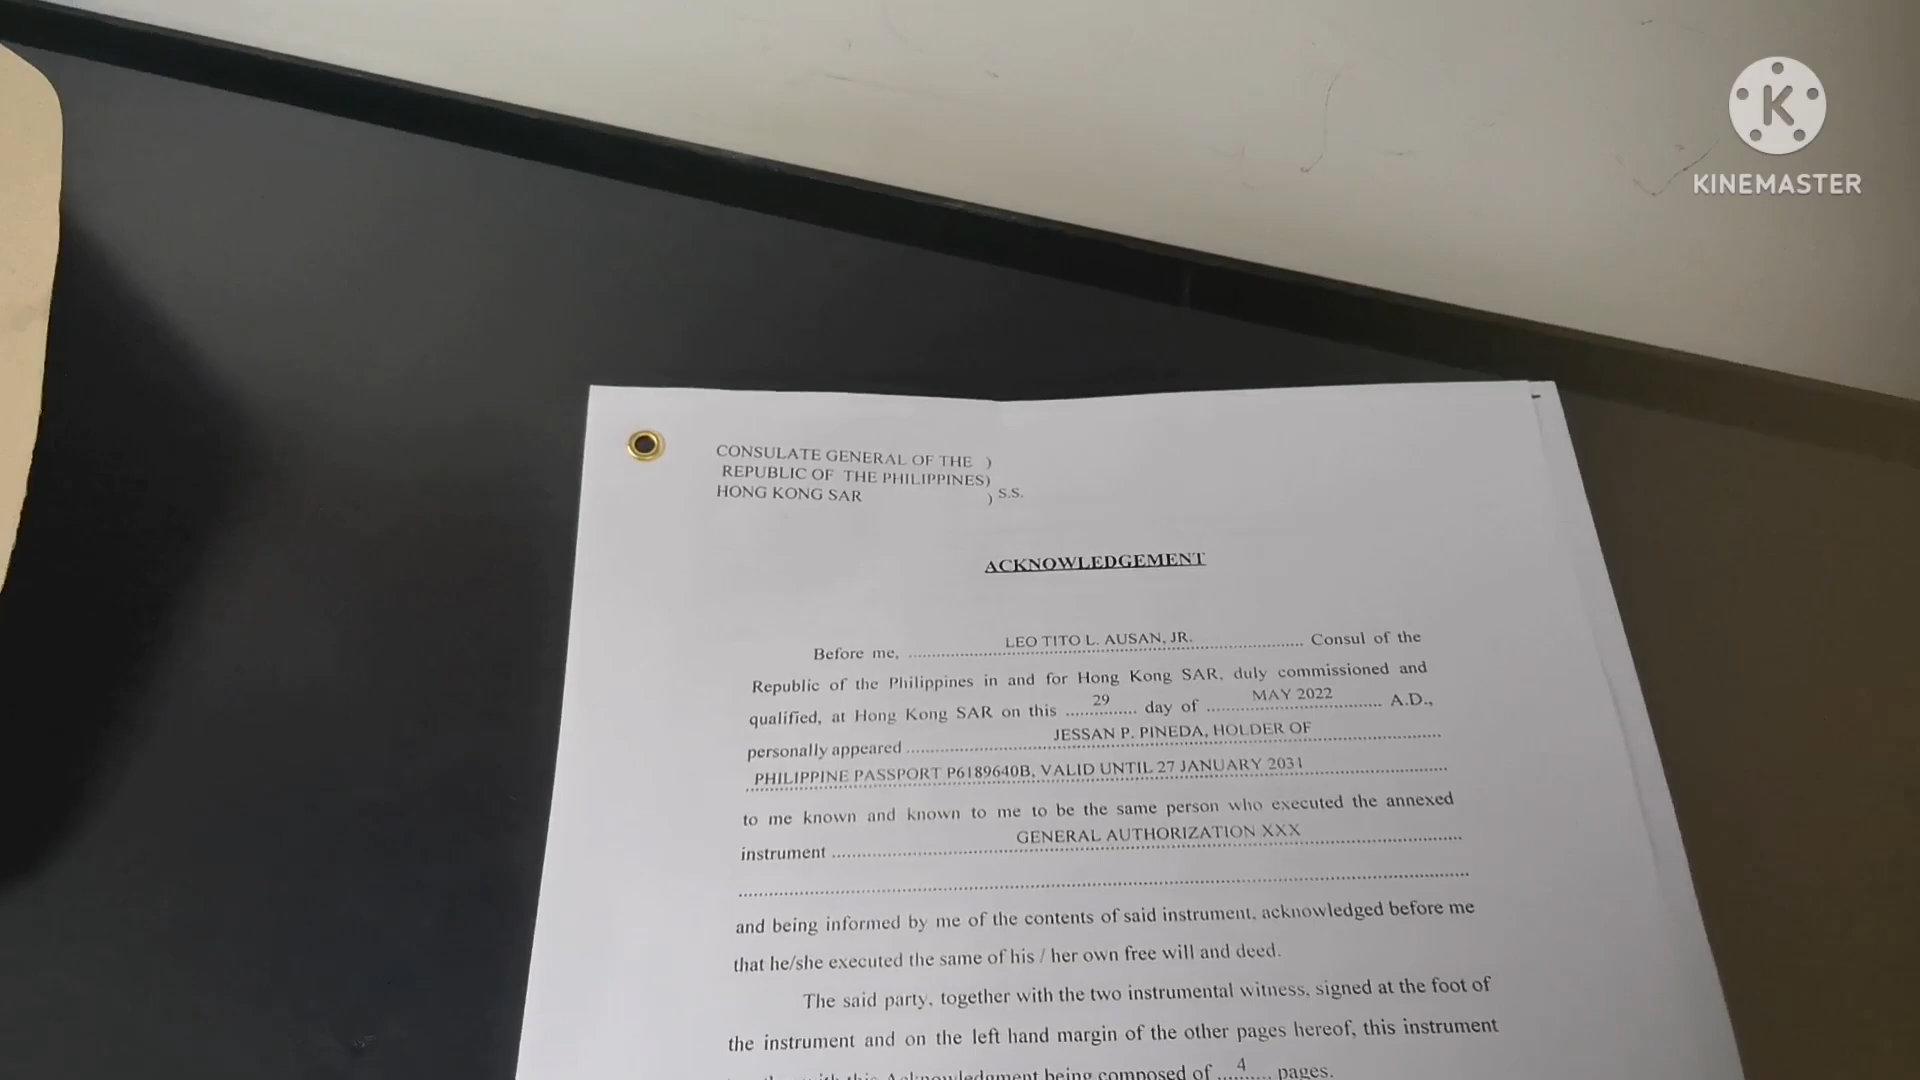 KINEMASTER
CONSULATE GENERAL OF THE )
REPUBLIC OF THE PHILIPPINES)
HONG KONG SAR ) S.S.
ACKNOWLEDGEMENT
Before me, LEO TITO L. AUSAN, JR. Consul of the
Republic of the Philippines in and for Hong Kong SAR, duly commissioned and
qualified, at Hong Kong SAR on this 29 day of MAY 2022 A.D.,
personally appeared JESSAN P. PINEDA, HOLDER OF
PHILIPPINE PASSPORT P6189640B, VALID UNTIL 27 JANUARY 2031
to me known and known to me to be the same person who executed the annexed
instrument GENERAL AUTHORIZATION XXX
and being informed by me of the contents of said instrument, acknowledged before me
that he/she executed the same of his / her own free will and deed.
The said party, together with the two instrumental witness, signed at the foot of
the instrument and on the left hand margin of the other pages hereof, this instrument
with this Acknowledgment being composed of 4 pages.